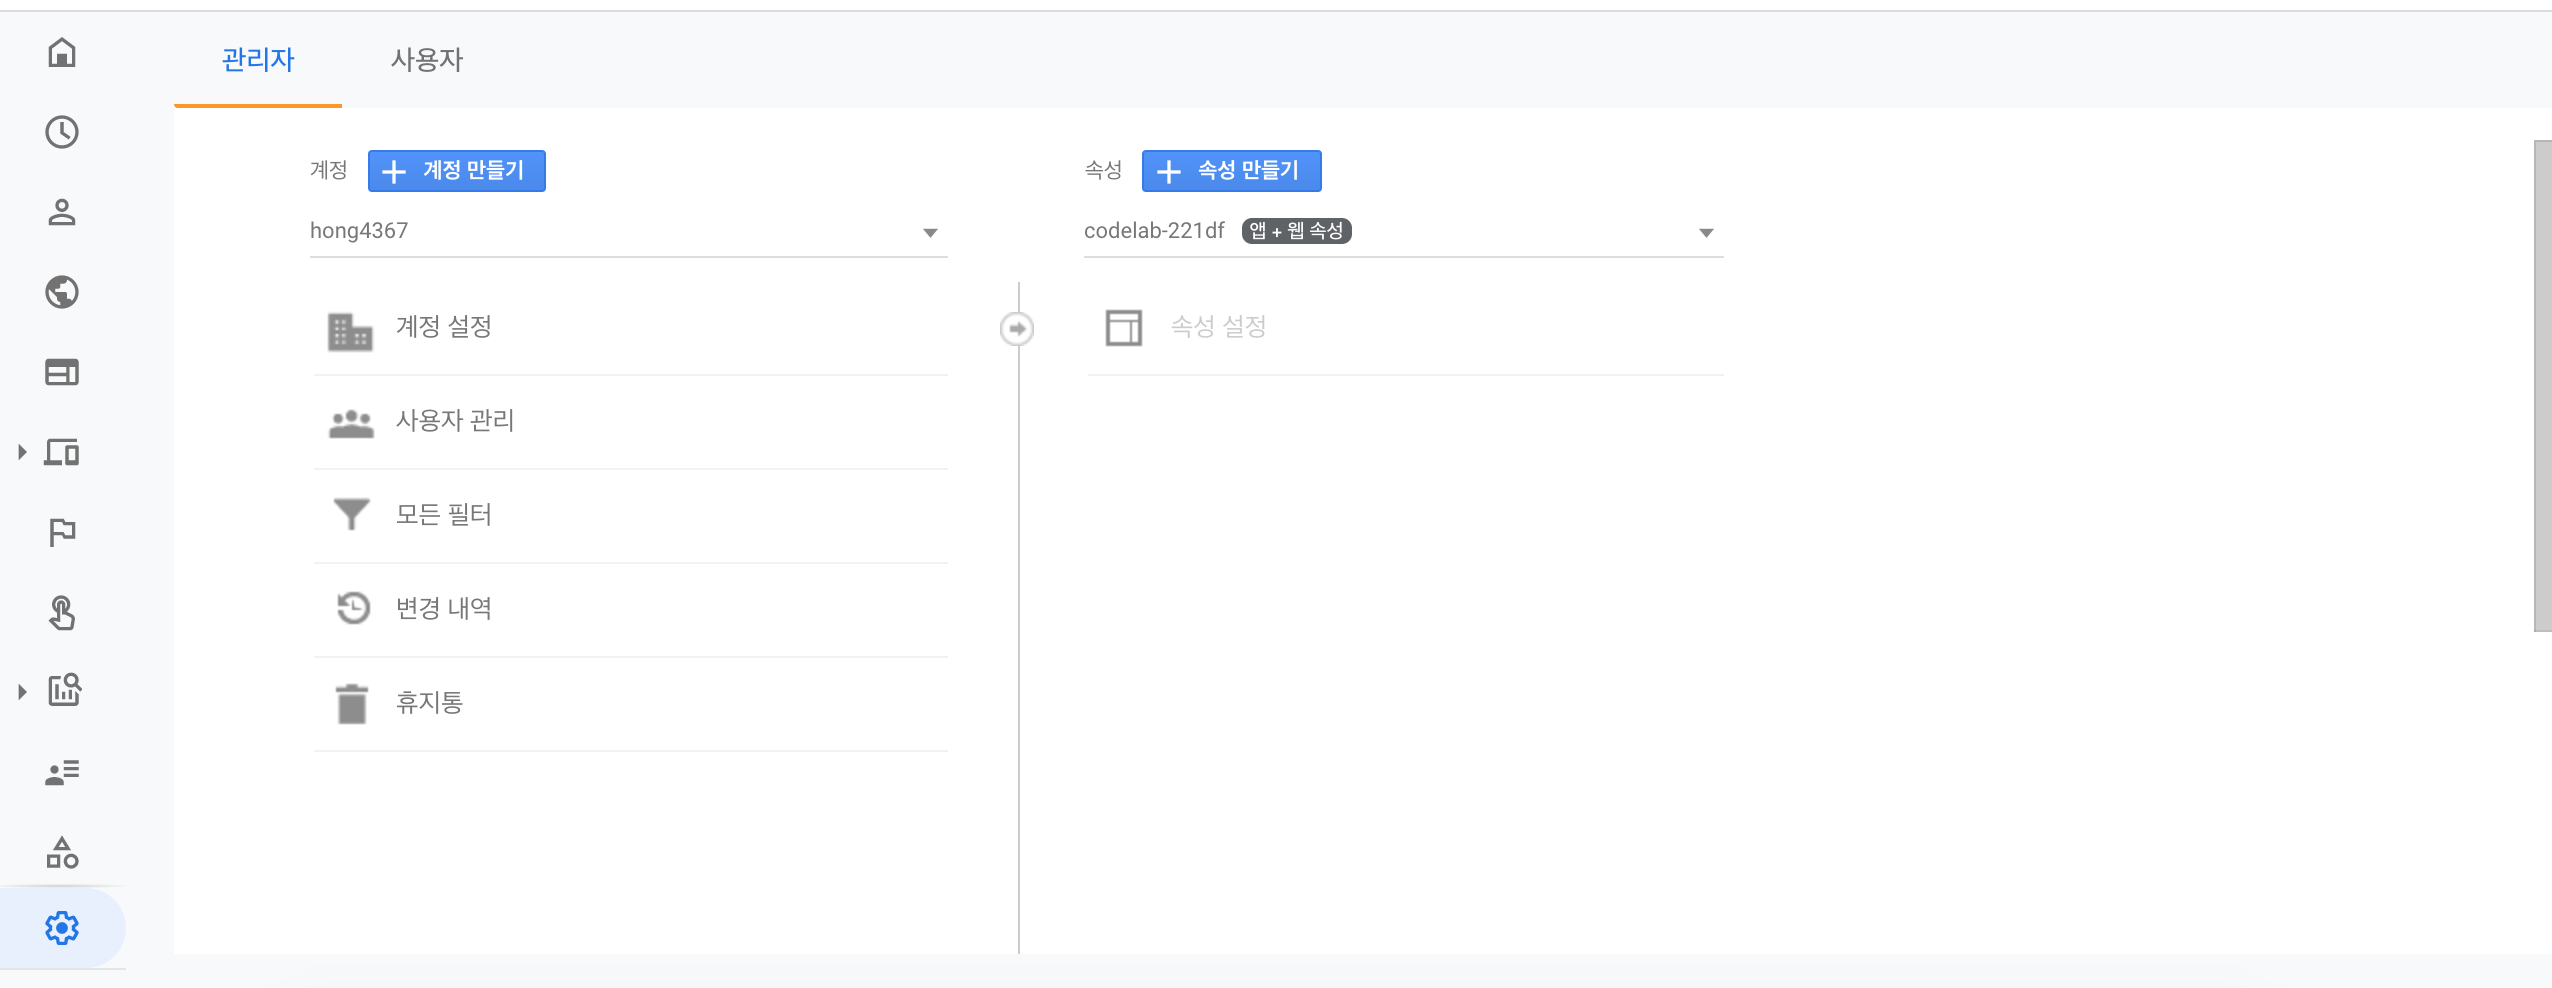 관리자 사용자
계정 + 계정 만들기
hong4367
계정 설정
사용자 관리
모든 필터
변경 내역
휴지통
속성 + 속성 만들기
codelab-221df 앱 + 웹 속성
속성 설정